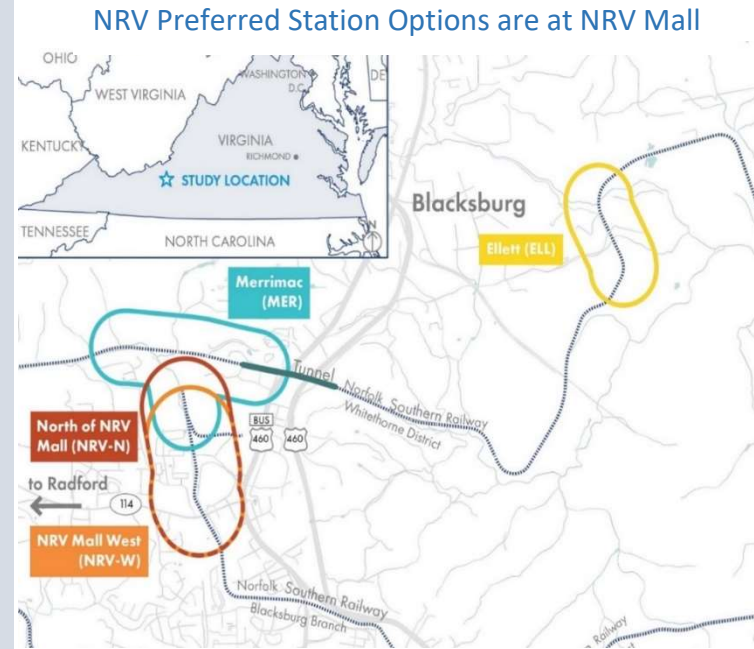 NRV Preferred Station Options are at NRV Mall
OHIO
WASHINGTON
D.C.
DE
WEST VIRGINIA
KENTUCKY
VIRGINIA
RICHMOND
STUDY LOCATION
TENNESSEE
NORTH CAROLINA
N
Blacksburg
Ellett (ELL)
Merrimac
(MER)
Tunnel
Norfolk Southern Railway
Whitethorne District
North of NRV
Mall (NRV-N)
BUS
460
460
to Radford
114
NRV Mall West
(NRV-W)
Norfolk Southern Railway
Blacksburg Branch
Railway